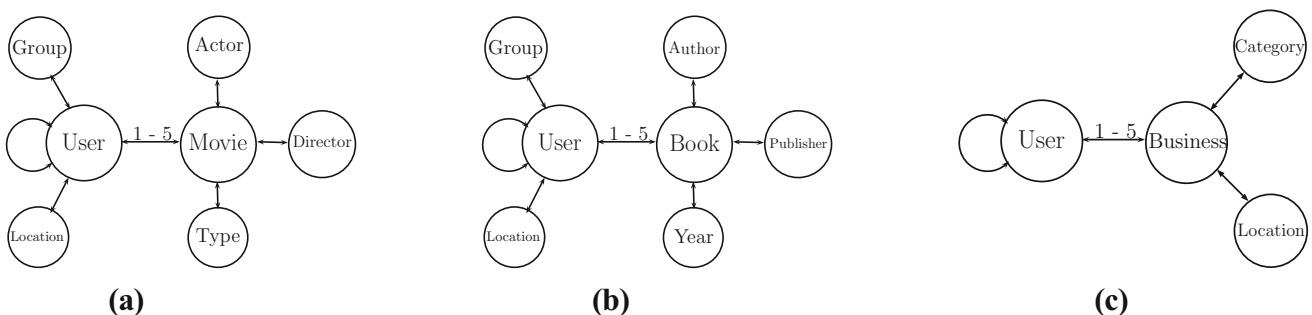 Group
Actor
User
1 - 5
Movie
Director
Location
Type
(a)
Group
Author
User
1 - 5
Book
Publisher
Location
Year
(b)
Category
User
1 - 5
Business
Location
(c)